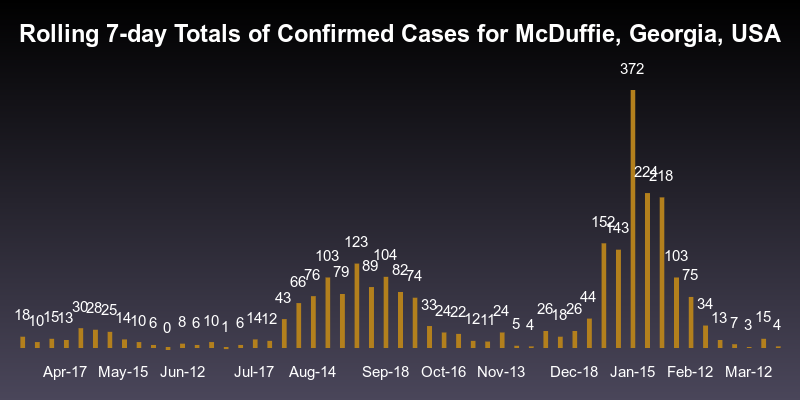 Rolling 7-day Totals of Confirmed Cases for McDuffie, Georgia, USA
18 10 15 13 30 28 25 14 10 6 0 8 6 10 1 6 14 12 43 66 76 103 79 123 89 104 82 74 33 24 22 12 11 24 5 4 26 18 26 44 152 143 372 224 218 103 75 34 13 7 3 15 4
Apr-17 May-15 Jun-12 Jul-17 Aug-14 Sep-18 Oct-16 Nov-13 Dec-18 Jan-15 Feb-12 Mar-12